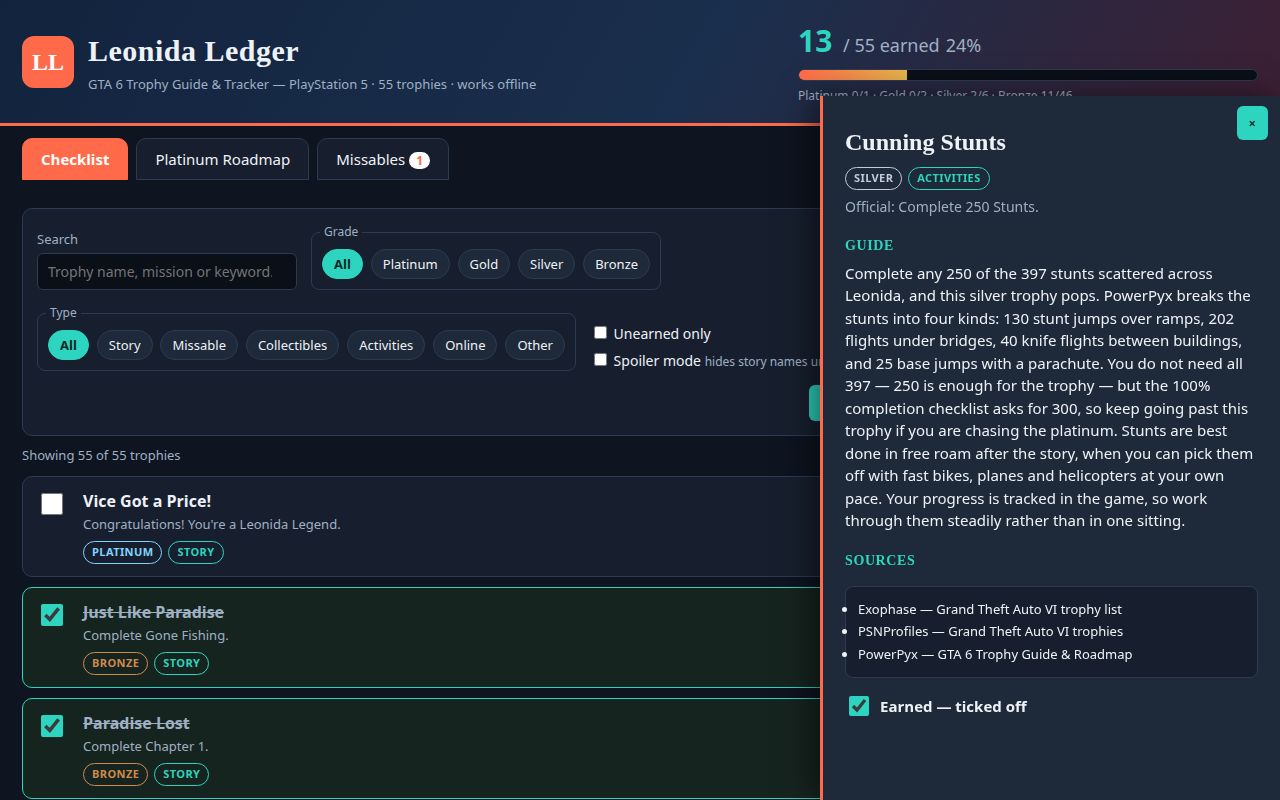 LL
Leonida Ledger
GTA 6 Trophy Guide & Tracker — PlayStation 5 · 55 trophies · works offline
13 / 55 earned 24%
Platinum 0/1 · Gold 0/2 · Silver 2/6 · Bronze 11/46
Checklist
Platinum Roadmap
Missables 1
Search
Trophy name, mission or keyword.
Grade
All Platinum Gold Silver Bronze
Type
All Story Missable Collectibles Activities Online Other
Unearned only
Spoiler mode hides story names
Showing 55 of 55 trophies
Vice Got a Price!
Congratulations! You're a Leonida Legend.
PLATINUM STORY
Just Like Paradise
Complete Gone Fishing.
BRONZE STORY
Paradise Lost
Complete Chapter 1.
BRONZE STORY
×
Cunning Stunts
SILVER ACTIVITIES
Official: Complete 250 Stunts.
GUIDE
Complete any 250 of the 397 stunts scattered across
Leonida, and this silver trophy pops. PowerPyx breaks the
stunts into four kinds: 130 stunt jumps over ramps, 202
flights under bridges, 40 knife flights between buildings,
and 25 base jumps with a parachute. You do not need all
397 — 250 is enough for the trophy — but the 100%
completion checklist asks for 300, so keep going past this
trophy if you are chasing the platinum. Stunts are best
done in free roam after the story, when you can pick them
off with fast bikes, planes and helicopters at your own
pace. Your progress is tracked in the game, so work
through them steadily rather than in one sitting.
SOURCES
Exophase — Grand Theft Auto VI trophy list
PSNProfiles — Grand Theft Auto VI trophies
PowerPyx — GTA 6 Trophy Guide & Roadmap
Earned — ticked off